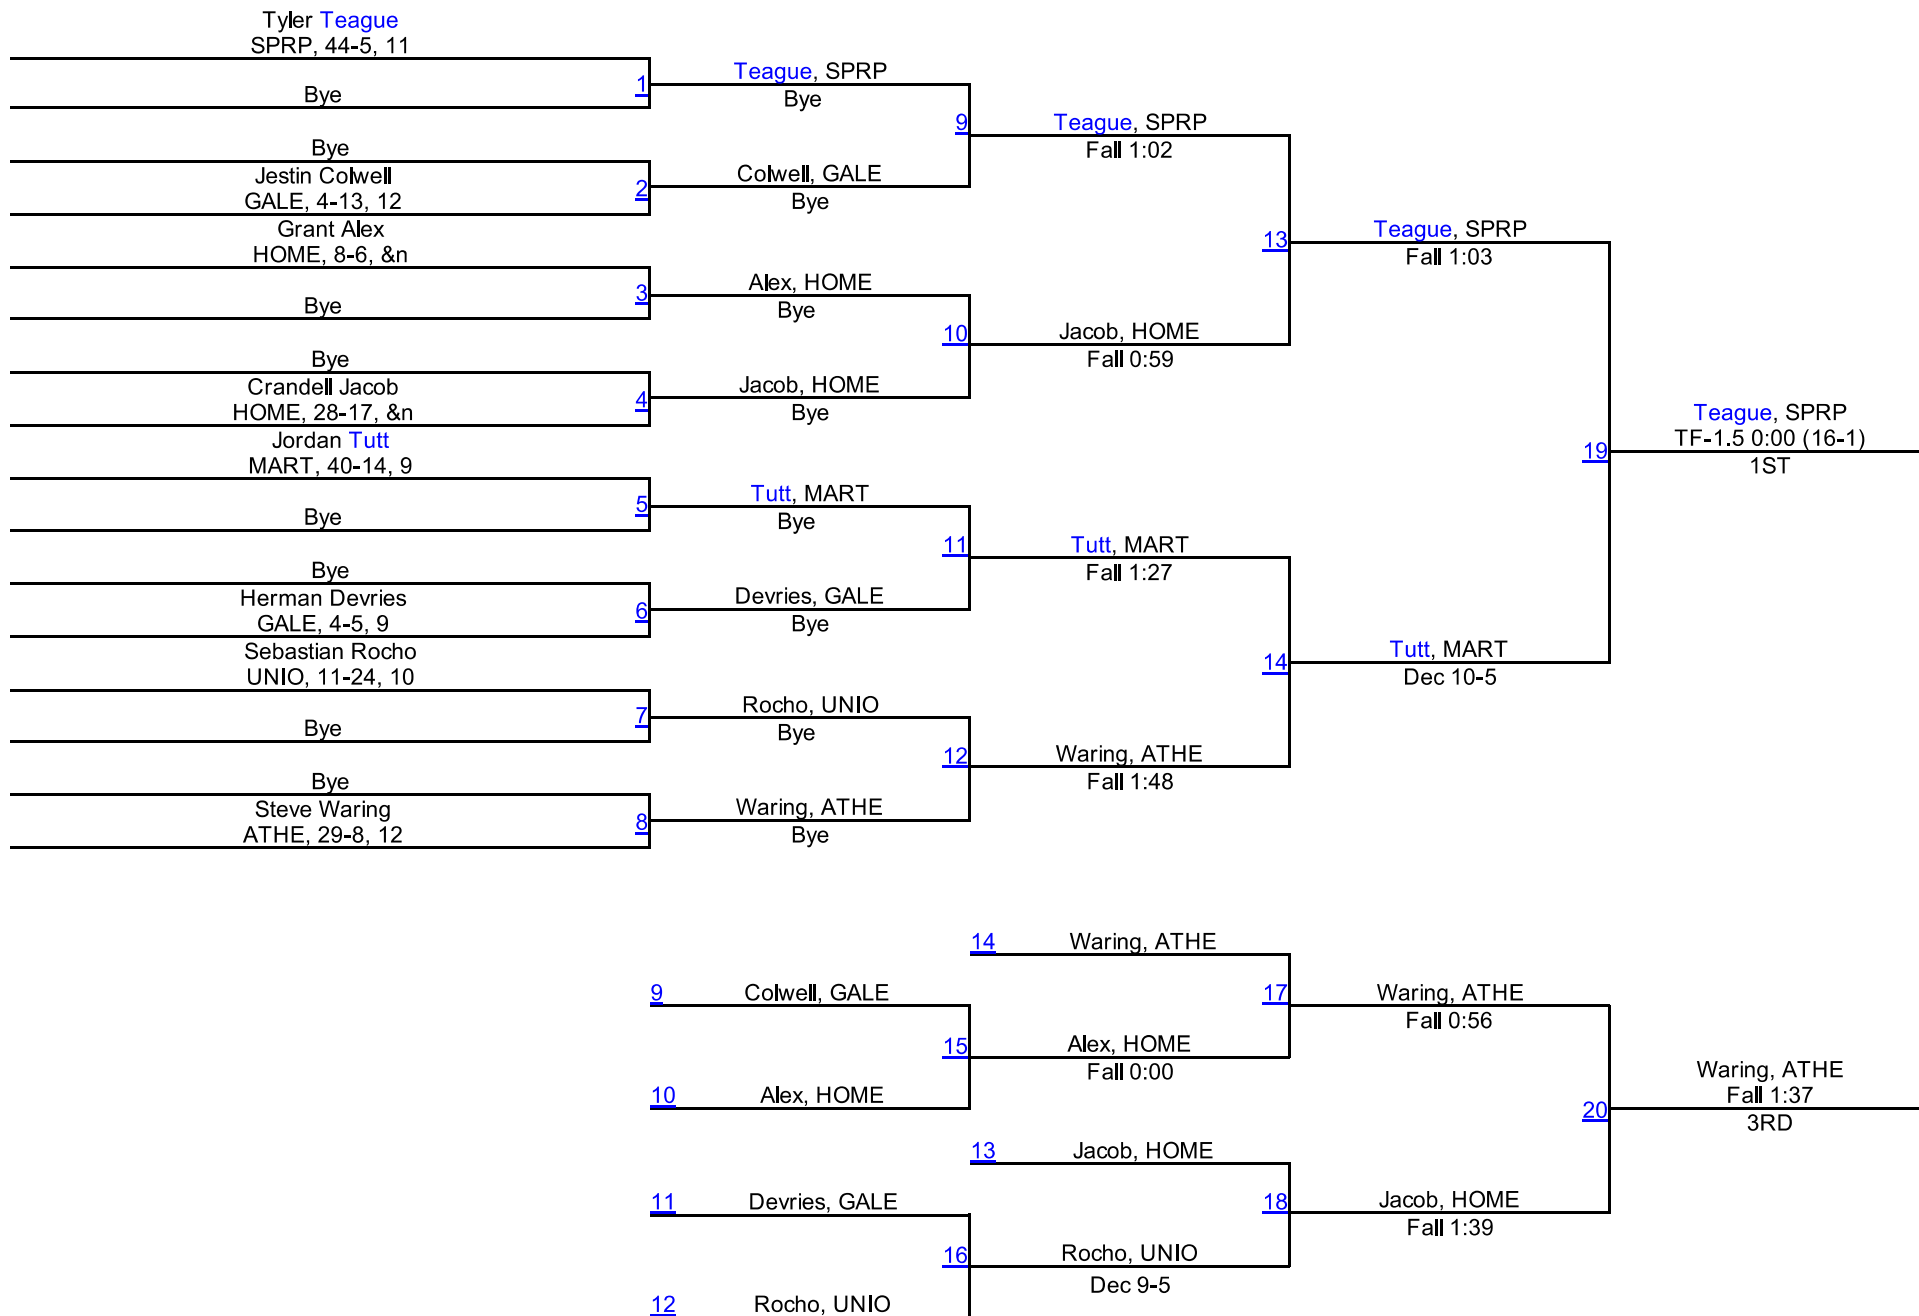 Tyler Teague
SPRP, 44-5, 11
1
Teague, SPRP
Bye
Bye
9
Teague, SPRP
Fall 1:02
Bye
Jestin Colwell
GALE, 4-13, 12
2
Colwell, GALE
Bye
Grant Alex
HOME, 8-6, &n
13
Teague, SPRP
Fall 1:03
3
Alex, HOME
Bye
Bye
10
Jacob, HOME
Fall 0:59
Bye
Crandell Jacob
HOME, 28-17, &n
4
Jacob, HOME
Bye
Jordan Tutt
MART, 40-14, 9
19
Teague, SPRP
TF-1.5 0:00 (16-1)
1ST
5
Tutt, MART
Bye
Bye
11
Tutt, MART
Fall 1:27
Bye
Herman Devries
GALE, 4-5, 9
6
Devries, GALE
Bye
Sebastian Rocho
UNIO, 11-24, 10
14
Tutt, MART
Dec 10-5
7
Rocho, UNIO
Bye
Bye
12
Waring, ATHE
Fall 1:48
Bye
Steve Waring
ATHE, 29-8, 12
8
Waring, ATHE
Bye
14
Waring, ATHE
9
Colwell, GALE
17
Waring, ATHE
Fall 0:56
15
Alex, HOME
Fall 0:00
10
Alex, HOME
20
Waring, ATHE
Fall 1:37
3RD
13
Jacob, HOME
11
Devries, GALE
18
Jacob, HOME
Fall 1:39
16
Rocho, UNIO
Dec 9-5
12
Rocho, UNIO